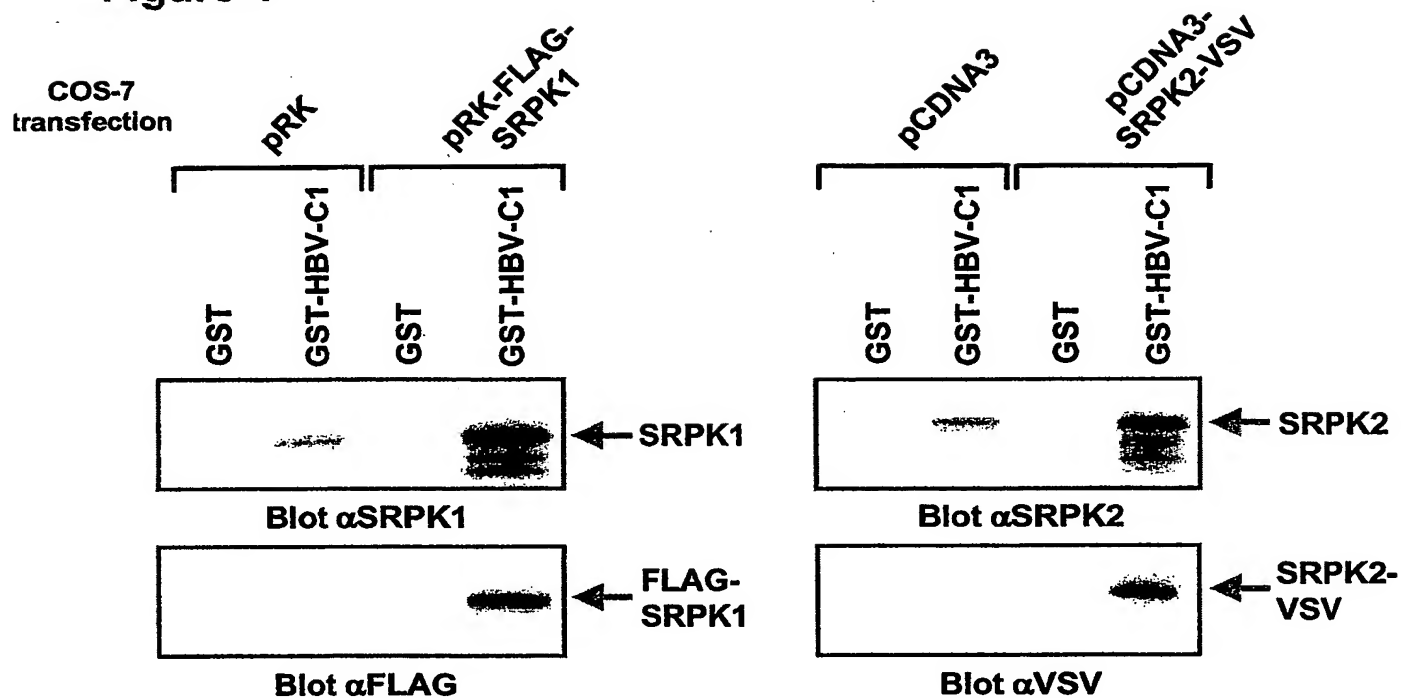 COS-7
transfection
pRK
pRK-FLAG-
SRPK1
pCDNA3
pCDNA3-
SRPK2-VSV
GST
GST-HBV-C1
GST
GST-HBV-C1
GST
GST-HBV-C1
GST
GST-HBV-C1
SRPK1
SRPK2
Blot αSRPK1
Blot αSRPK2
FLAG-
SRPK1
SRPK2-
VSV
Blot αFLAG
Blot αVSV